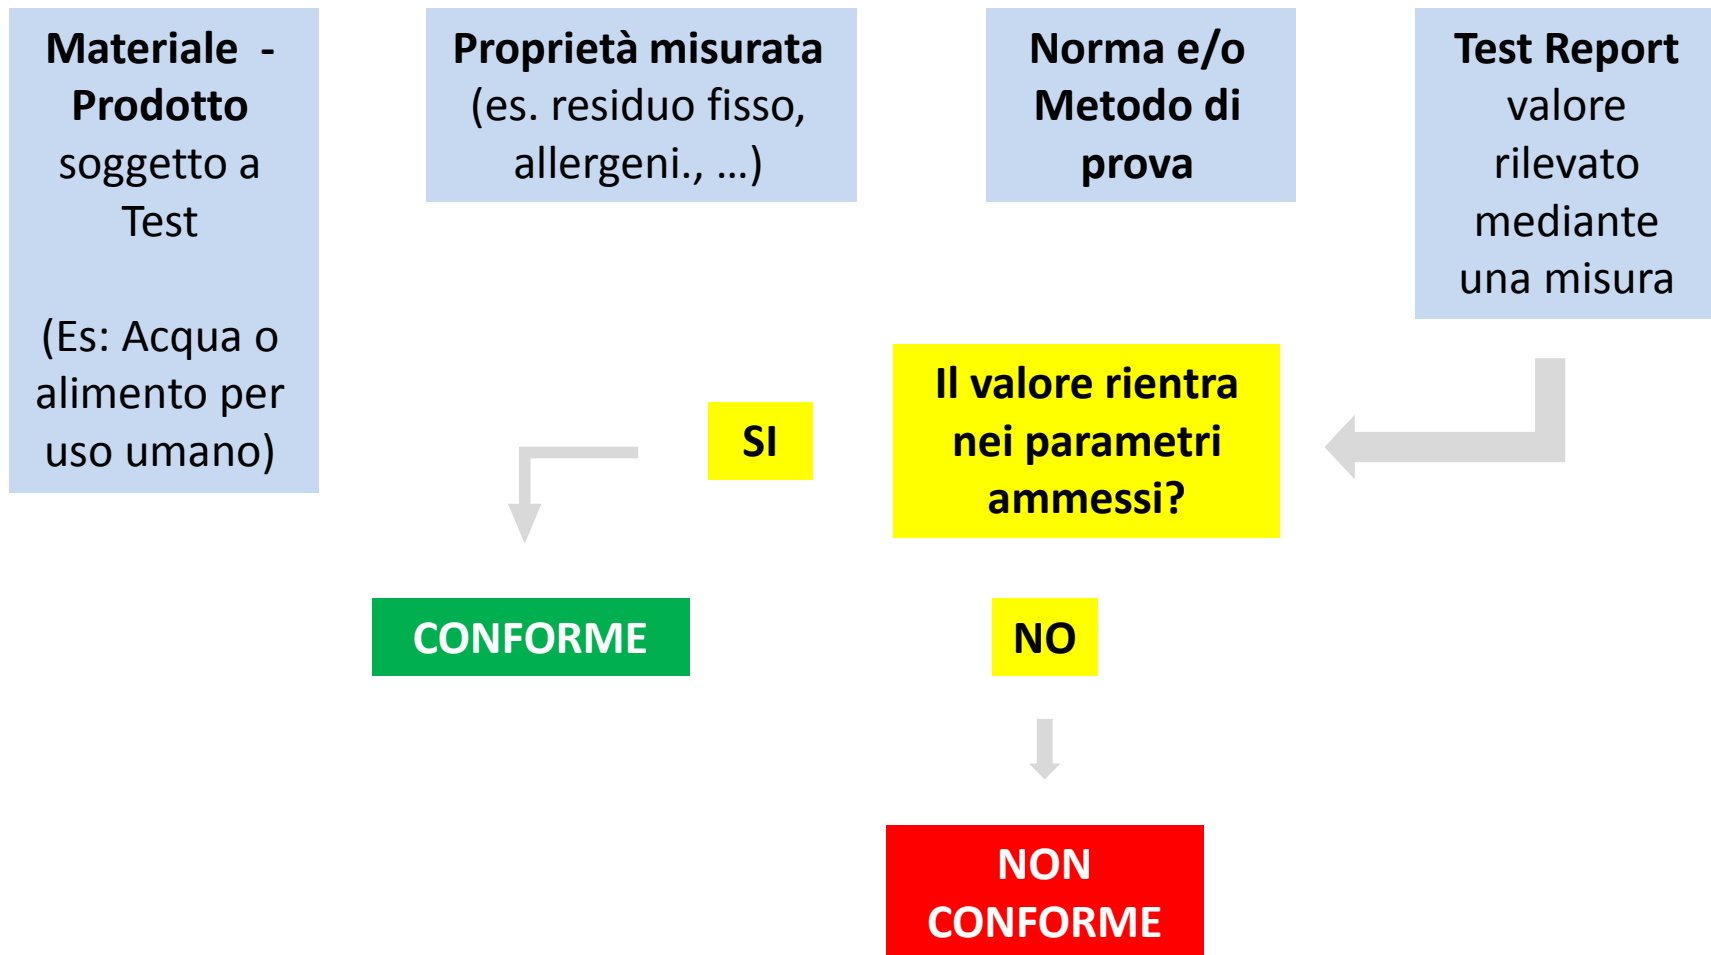 Materiale  -
Prodotto
soggetto a
Test
(Es: Acqua o
alimento per
uso umano)
Proprietà misurata
(es. residuo fisso,
allergeni., …)
Norma e/o
Metodo di
prova
Test Report
valore
rilevato
mediante
una misura
Il valore rientra
nei parametri
ammessi?
SI
CONFORME
NO
NON
CONFORME